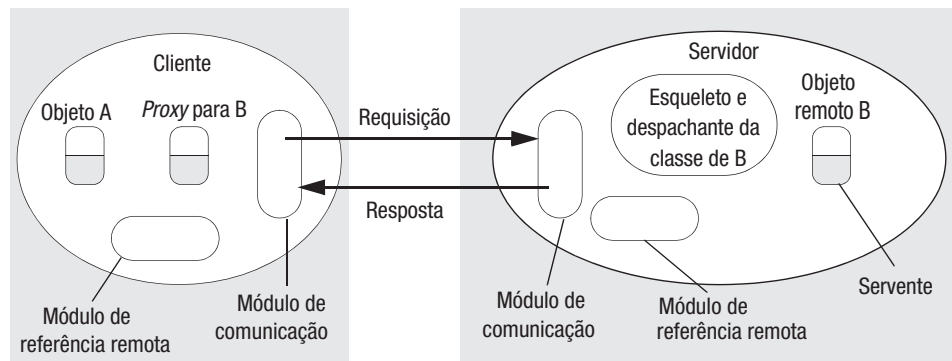 Cliente
Objeto A
Proxy para B
Requisição
Resposta
Módulo de
referência remota
Módulo de
comunicação
Servidor
Esqueleto e
despachante da
classe de B
Objeto
remoto B
Módulo de
comunicação
Módulo de
referência remota
Servente